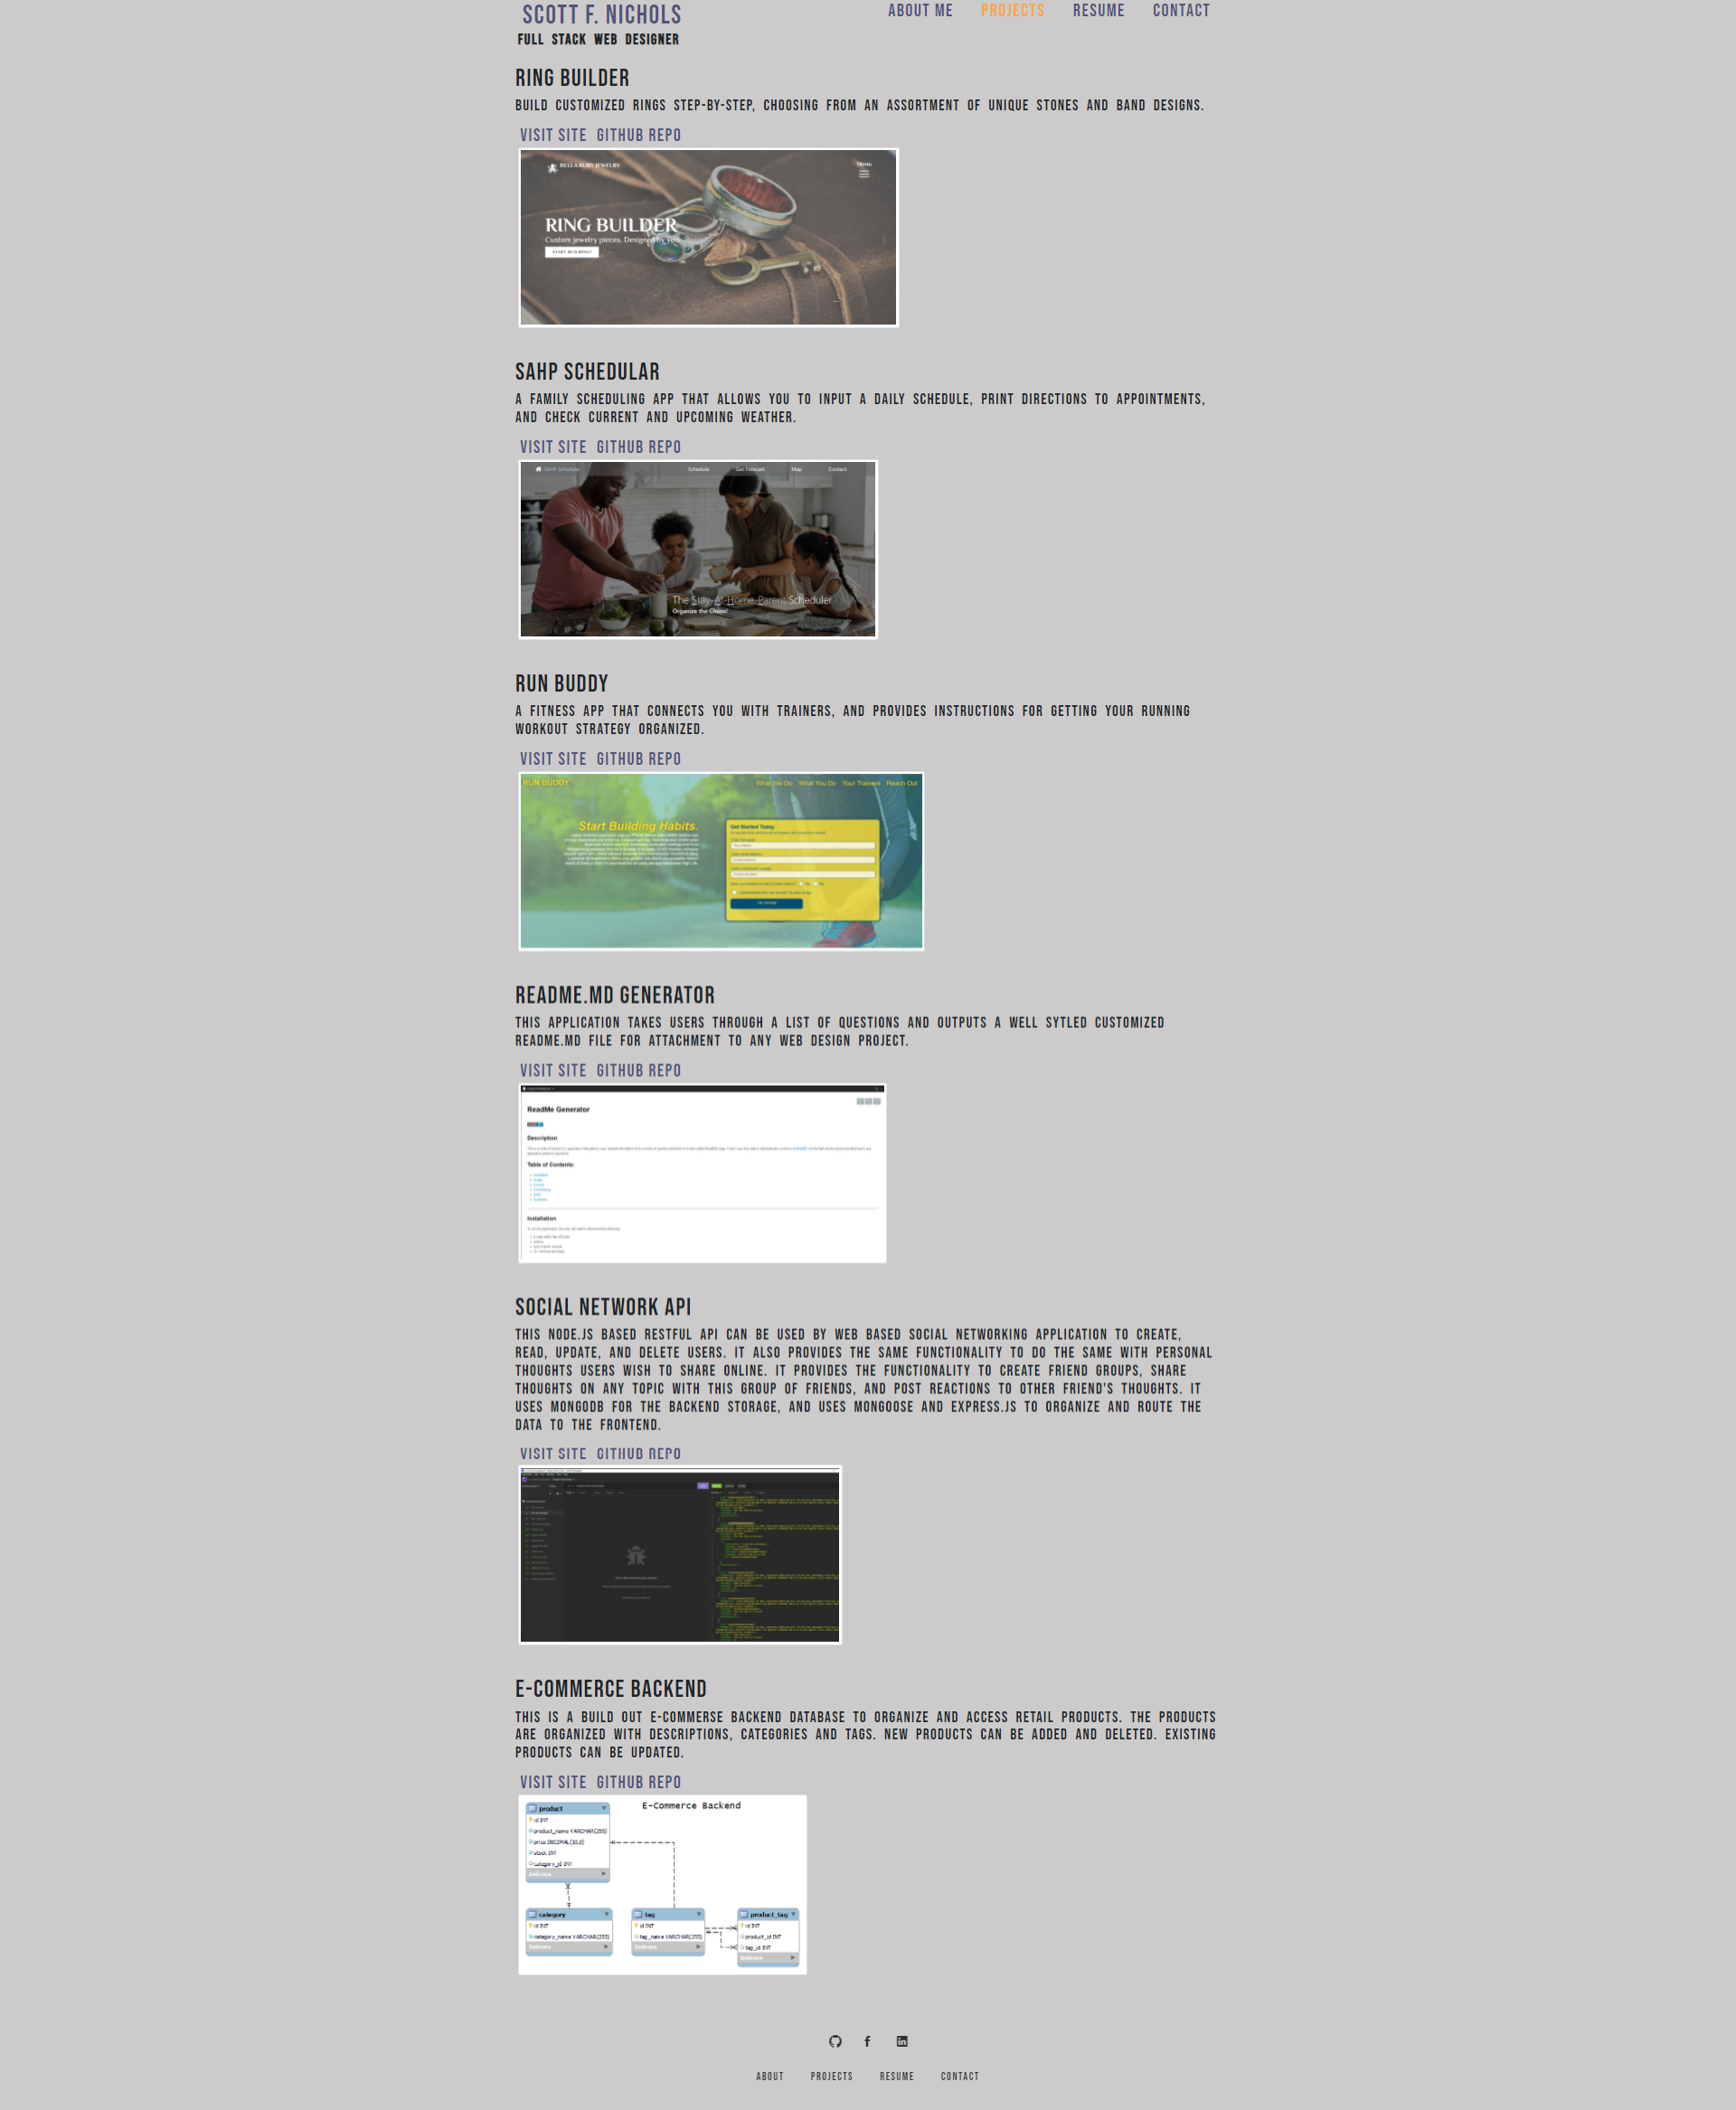 SCOTT F. NICHOLS
ABOUT ME PROJECTS RESUME CONTACT
FULL STACK WEB DESIGNER
RING BUILDER
BUILD CUSTOMIZED RINGS STEP-BY-STEP, CHOOSING FROM AN ASSORTMENT OF UNIQUE STONES AND BAND DESIGNS.
VISIT SITE GITHUB REPO
BELLA RUBY JEWELRY
Menu
RING BUILDER
Custom jewelry pieces. Designed by you.
START BUILDING!
SAHP SCHEDULAR
A FAMILY SCHEDULING APP THAT ALLOWS YOU TO INPUT A DAILY SCHEDULE, PRINT DIRECTIONS TO APPOINTMENTS,
AND CHECK CURRENT AND UPCOMING WEATHER.
VISIT SITE GITHUB REPO
SAHP Scheduler Schedule Get Forecast Map Contact
The Stay-At-Home-Parent Scheduler
Organize the Chaos!
RUN BUDDY
A FITNESS APP THAT CONNECTS YOU WITH TRAINERS, AND PROVIDES INSTRUCTIONS FOR GETTING YOUR RUNNING
WORKOUT STRATEGY ORGANIZED.
VISIT SITE GITHUB REPO
RUN BUDDY What We Do What You Do Your Trainers Reach Out
Start Building Habits.
Get Started Today
README.MD GENERATOR
THIS APPLICATION TAKES USERS THROUGH A LIST OF QUESTIONS AND OUTPUTS A WELL SYTLED CUSTOMIZED
README.MD FILE FOR ATTACHMENT TO ANY WEB DESIGN PROJECT.
VISIT SITE GITHUB REPO
ReadMe Generator
Description
Table of Contents:
Installation
SOCIAL NETWORK API
THIS NODE.JS BASED RESTFUL API CAN BE USED BY WEB BASED SOCIAL NETWORKING APPLICATION TO CREATE,
READ, UPDATE, AND DELETE USERS. IT ALSO PROVIDES THE SAME FUNCTIONALITY TO DO THE SAME WITH PERSONAL
THOUGHTS USERS WISH TO SHARE ONLINE. IT PROVIDES THE FUNCTIONALITY TO CREATE FRIEND GROUPS, SHARE
THOUGHTS ON ANY TOPIC WITH THIS GROUP OF FRIENDS, AND POST REACTIONS TO OTHER FRIEND'S THOUGHTS. IT
USES MONGODB FOR THE BACKEND STORAGE, AND USES MONGOOSE AND EXPRESS.JS TO ORGANIZE AND ROUTE THE
DATA TO THE FRONTEND.
VISIT SITE GITHUB REPO
E-COMMERCE BACKEND
THIS IS A BUILD OUT E-COMMERSE BACKEND DATABASE TO ORGANIZE AND ACCESS RETAIL PRODUCTS. THE PRODUCTS
ARE ORGANIZED WITH DESCRIPTIONS, CATEGORIES AND TAGS. NEW PRODUCTS CAN BE ADDED AND DELETED. EXISTING
PRODUCTS CAN BE UPDATED.
VISIT SITE GITHUB REPO
E-Commerce Backend
product
id INT
product_name VARCHAR(255)
price DECIMAL(10,0)
stock INT
category_id INT
Indexes
category
id INT
category_name VARCHAR(255)
Indexes
tag
id INT
tag_name VARCHAR(255)
Indexes
product_tag
id INT
product_id INT
tag_id INT
Indexes
ABOUT PROJECTS RESUME CONTACT